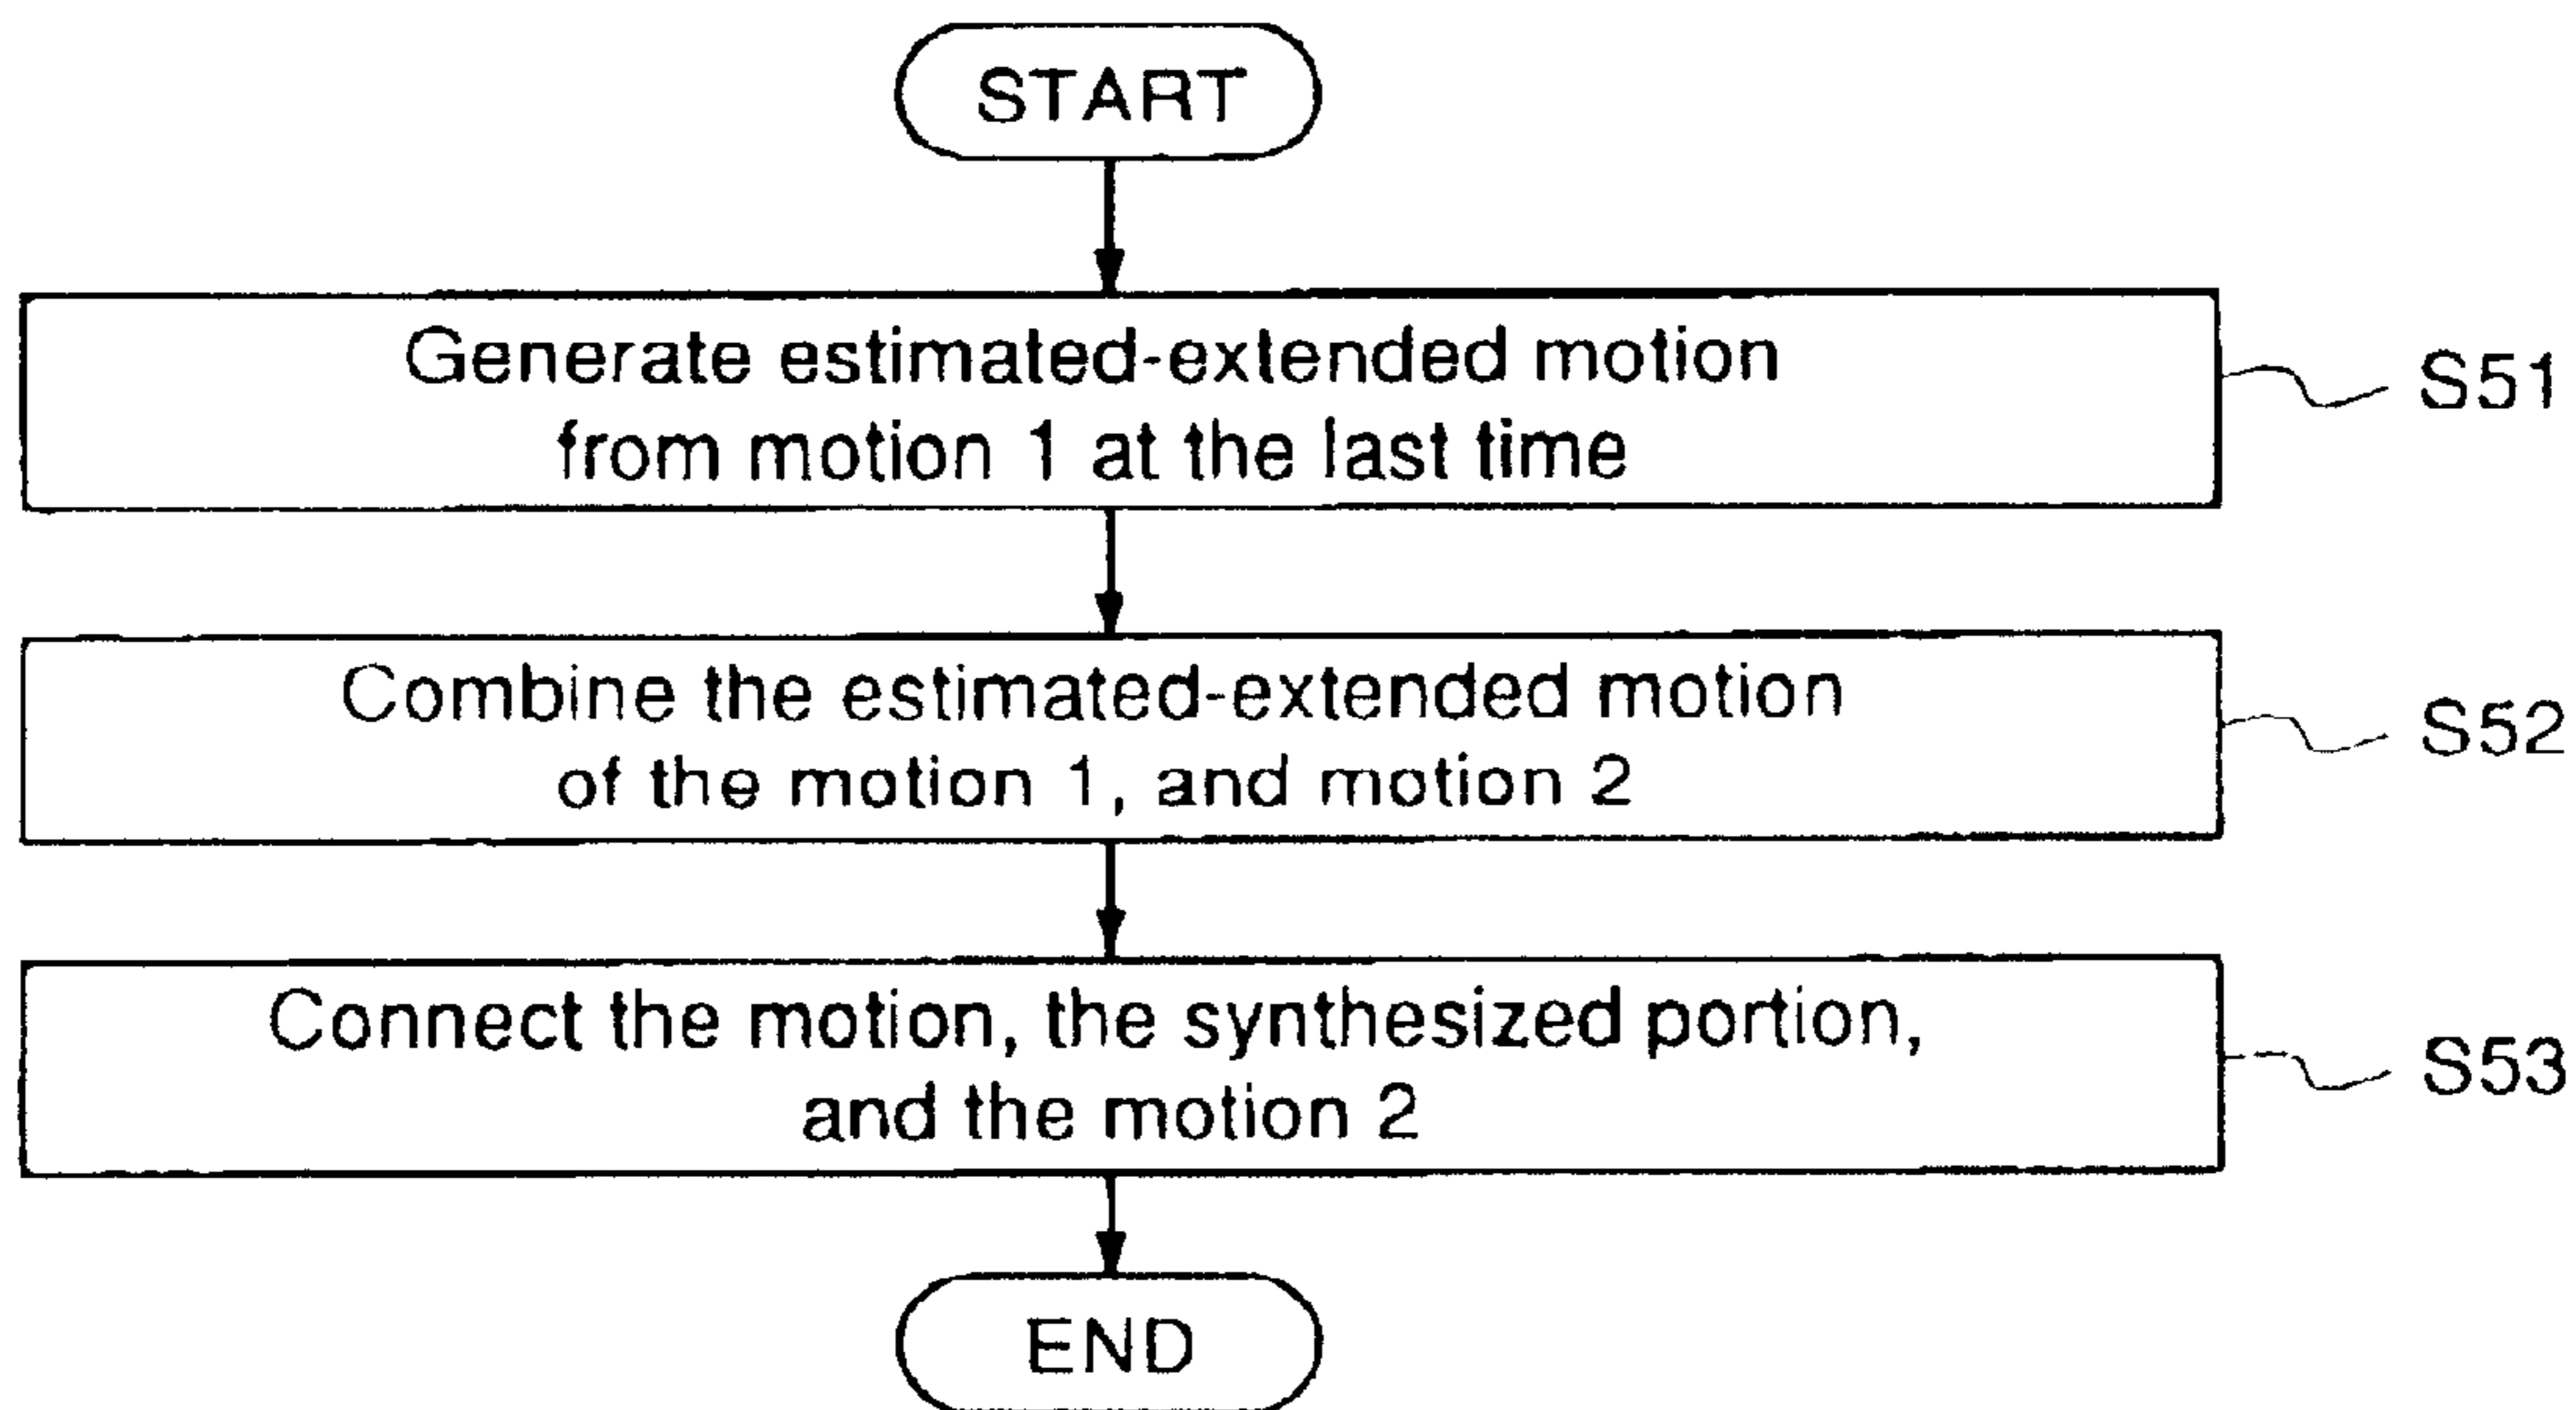 START
Generate estimated-extended motion
from motion 1 at the last time
S51
Combine the estimated-extended motion
of the motion 1, and motion 2
S52
Connect the motion, the synthesized portion,
and the motion 2
S53
END